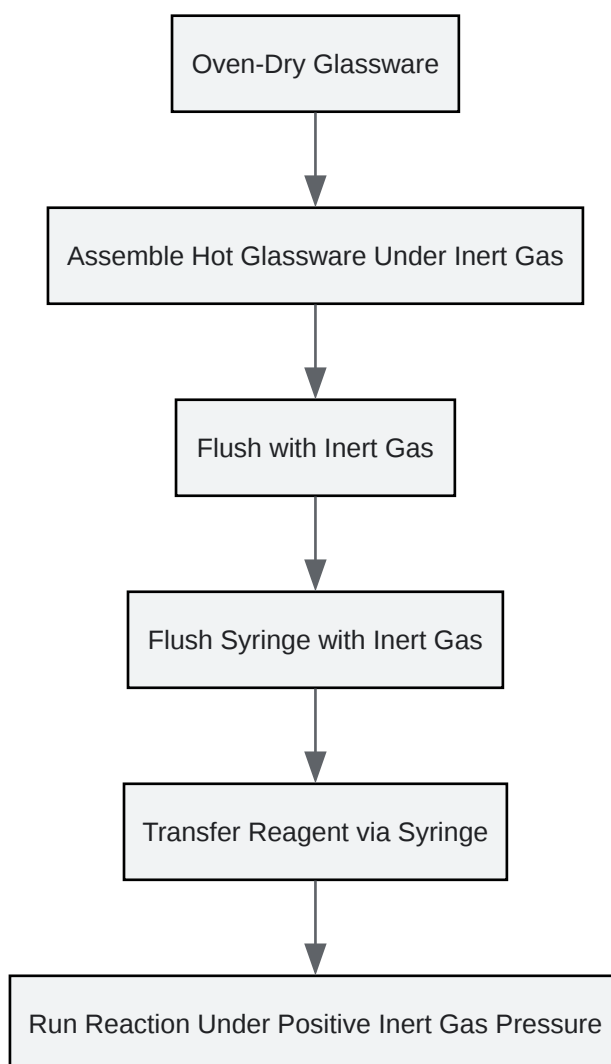 Oven-Dry Glassware
Assemble Hot Glassware Under Inert Gas
Flush with Inert Gas
Flush Syringe with Inert Gas
Transfer Reagent via Syringe
Run Reaction Under Positive Inert Gas Pressure